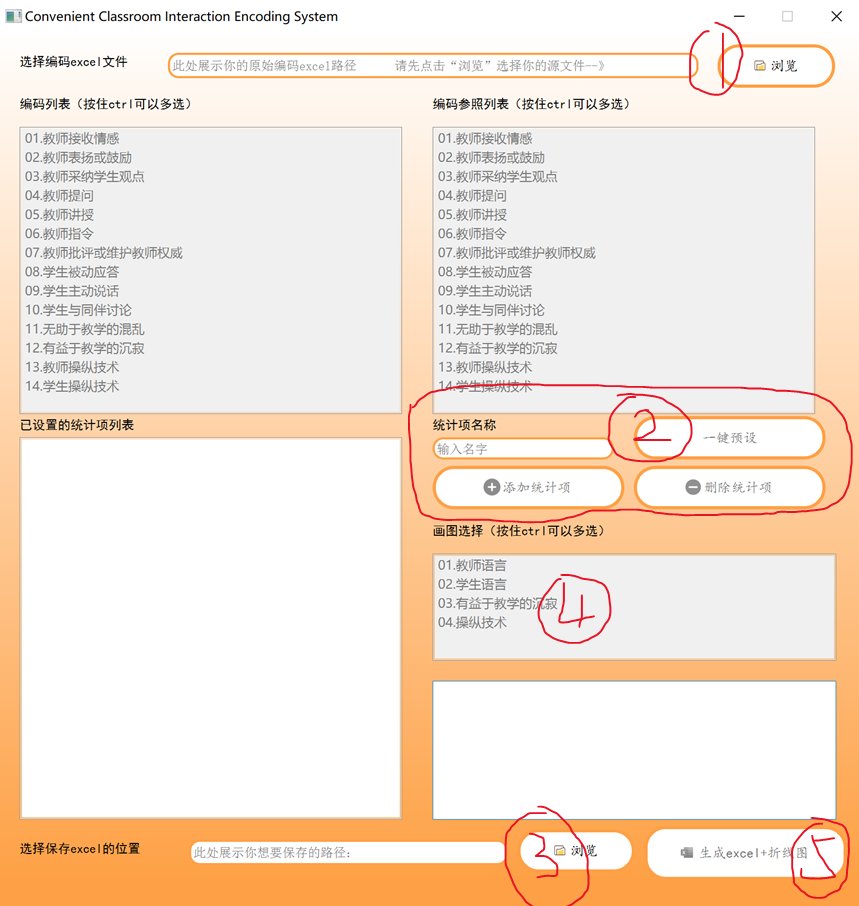 Convenient Classroom Interaction Encoding System
选择编码excel文件
此处展示你的原始编码excel路径 请先点击“浏览”选择你的源文件--》
1
浏览
编码列表（按住ctrl可以多选）
编码参照列表（按住ctrl可以多选）
01.教师接收情感
02.教师表扬或鼓励
03.教师采纳学生观点
04.教师提问
05.教师讲授
06.教师指令
07.教师批评或维护教师权威
08.学生被动应答
09.学生主动说话
10.学生与同伴讨论
11.无助于教学的混乱
12.有益于教学的沉寂
13.教师操纵技术
14.学生操纵技术
01.教师接收情感
02.教师表扬或鼓励
03.教师采纳学生观点
04.教师提问
05.教师讲授
06.教师指令
07.教师批评或维护教师权威
08.学生被动应答
09.学生主动说话
10.学生与同伴讨论
11.无助于教学的混乱
12.有益于教学的沉寂
13.教师操纵技术
14.学生操纵技术
已设置的统计项列表
统计项名称
输入名字
2
一键预设
添加统计项
删除统计项
画图选择（按住ctrl可以多选）
01.教师语言
02.学生语言
03.有益于教学的沉寂
04.操纵技术
4
选择保存excel的位置
此处展示你想要保存的路径：
3
浏览
生成excel+折线图
5